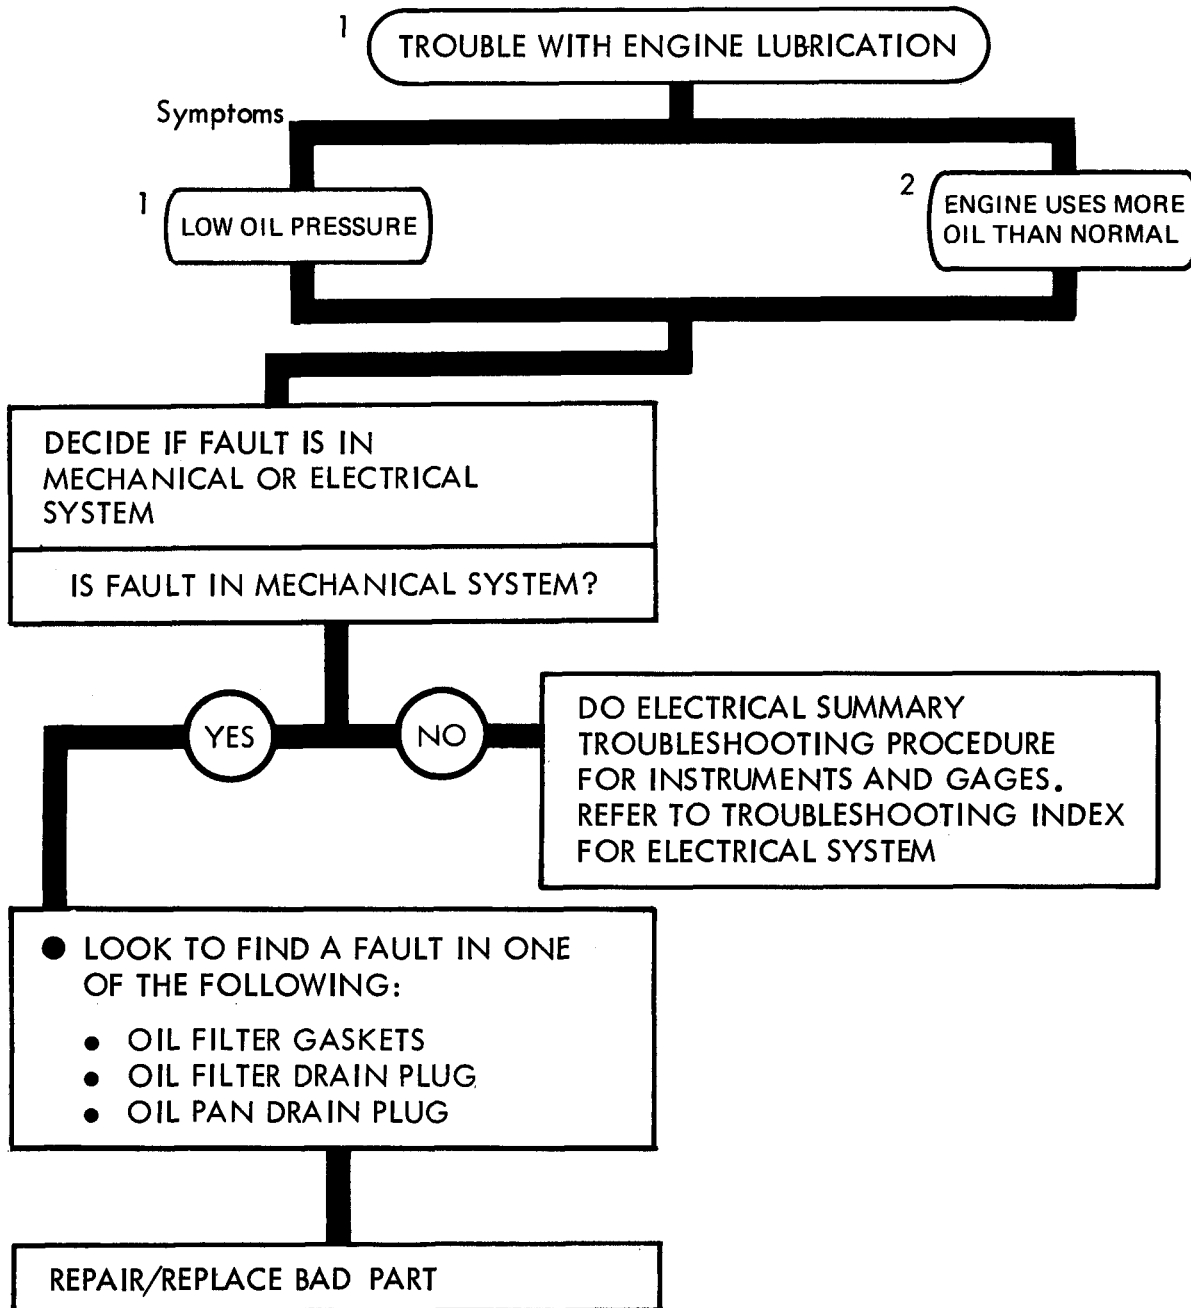 1
TROUBLE WITH ENGINE LUBRICATION
Symptoms
1
LOW OIL PRESSURE
2
ENGINE USES MORE
OIL THAN NORMAL
DECIDE IF FAULT IS IN
MECHANICAL OR ELECTRICAL
SYSTEM
IS FAULT IN MECHANICAL SYSTEM?
YES
NO
DO ELECTRICAL SUMMARY
TROUBLESHOOTING PROCEDURE
FOR INSTRUMENTS AND GAGES.
REFER TO TROUBLESHOOTING INDEX
FOR ELECTRICAL SYSTEM
● LOOK TO FIND A FAULT IN ONE
OF THE FOLLOWING:
● OIL FILTER GASKETS
● OIL FILTER DRAIN PLUG
● OIL PAN DRAIN PLUG
REPAIR/REPLACE BAD PART